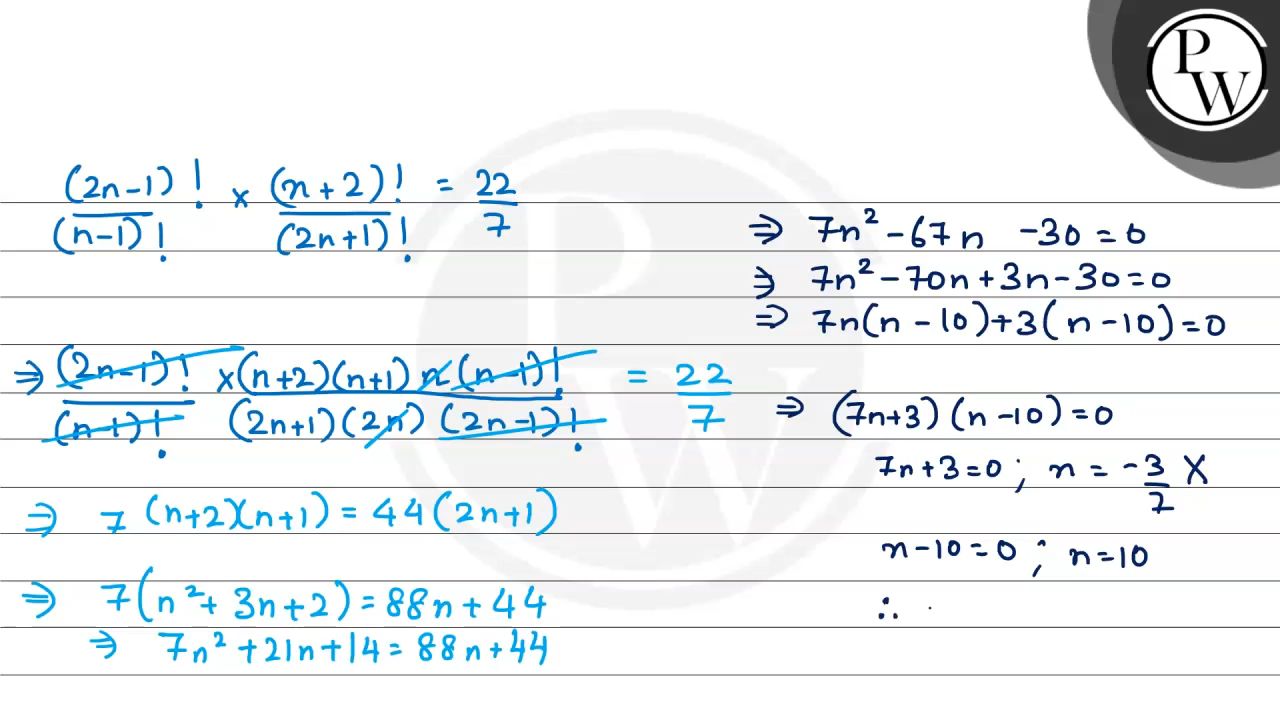 PW
(2n-1)!/(n-1)! × (n+2)!/(2n+1)! = 22/7
⇒ (2n-1)!/(n-1)! × (n+2)(n+1) n (n-1)!/(2n+1)(2n)(2n-1)! = 22/7
⇒ 7 (n+2)(n+1) = 44(2n+1)
⇒ 7(n²+3n+2) = 88n+44
⇒ 7n²+21n+14 = 88n+44
⇒ 7n²-67n -30=0
⇒ 7n²-70n+3n-30=0
⇒ 7n(n-10)+3(n-10)=0
⇒ (7n+3)(n-10)=0
7n+3=0 ; n = -3/7 X
n-10=0 ; n=10
∴ .